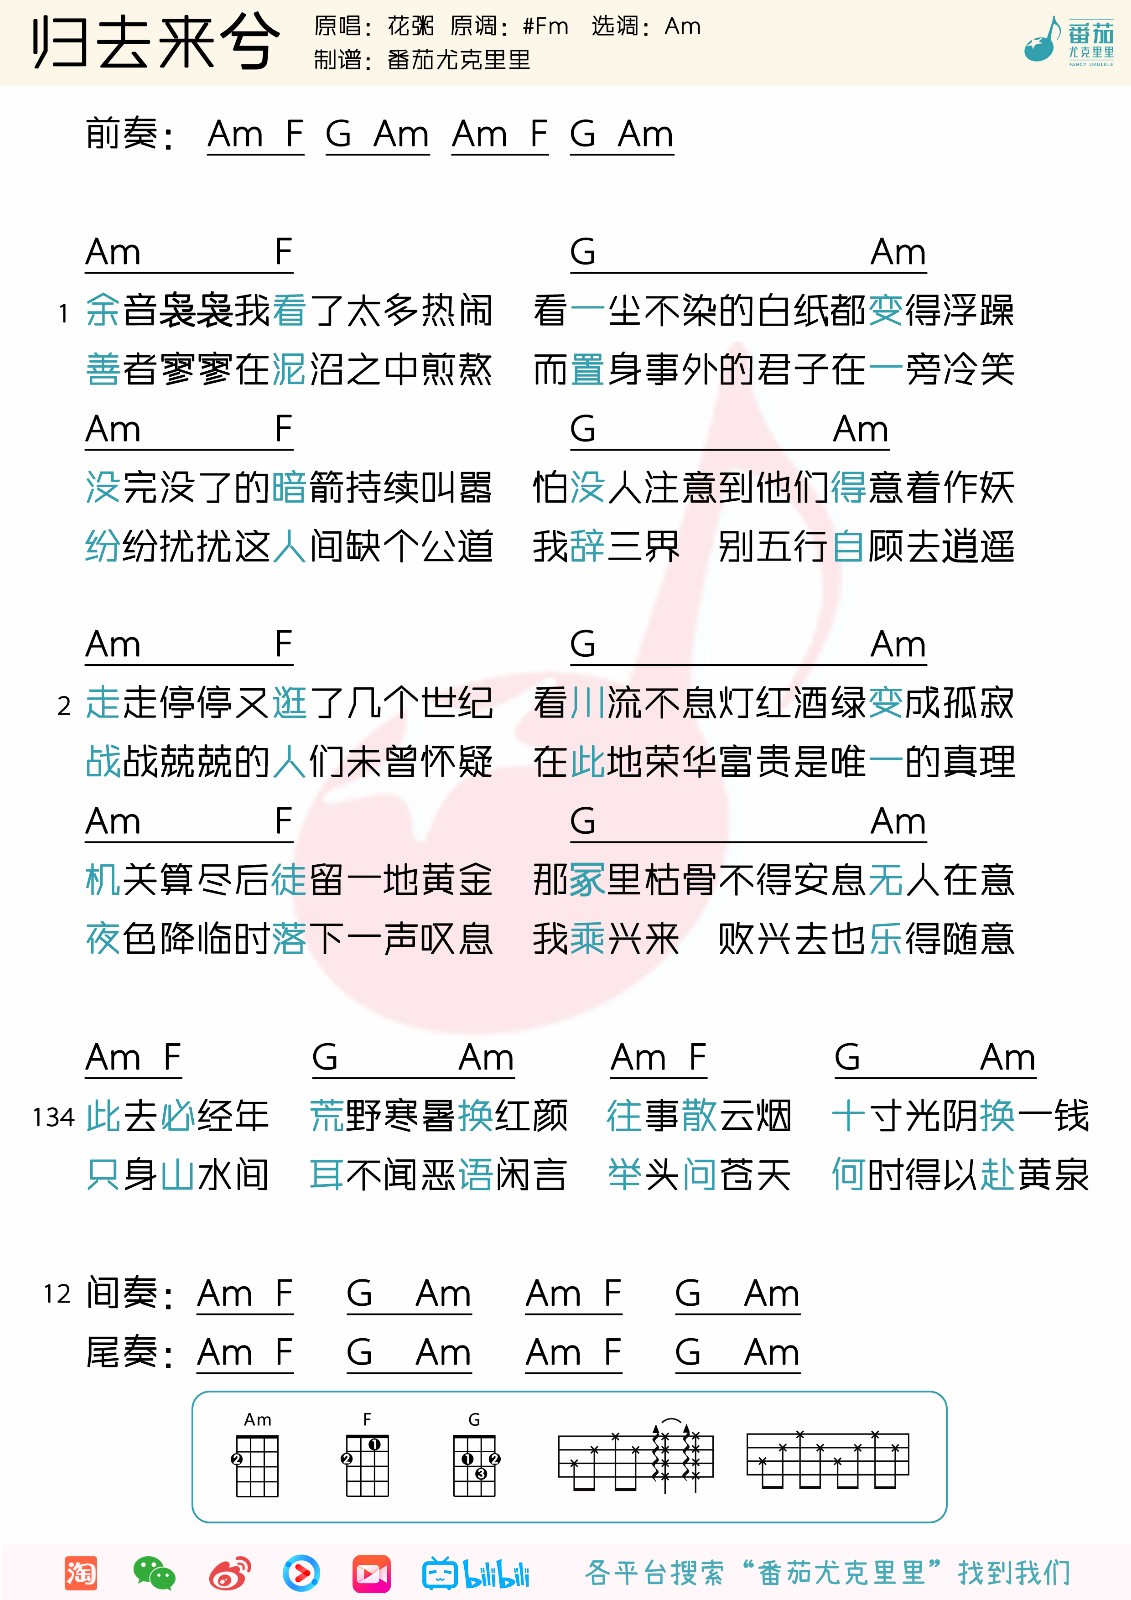 归去来兮
原唱：花粥 原调：#Fm 选调：Am
制谱：番茄尤克里里
番茄
尤克里里
FANCY UKULELE
前奏： Am F G Am Am F G Am
Am F G Am
1 余音袅袅我看了太多热闹 看一尘不染的白纸都变得浮躁
善者寥寥在泥沼之中煎熬 而置身事外的君子在一旁冷笑
Am F G Am
没完没了的暗箭持续叫嚣 怕没人注意到他们得意着作妖
纷纷扰扰这人间缺个公道 我辞三界 别五行自顾去逍遥
Am F G Am
2 走走停停又逛了几个世纪 看川流不息灯红酒绿变成孤寂
战战兢兢的人们未曾怀疑 在此地荣华富贵是唯一的真理
Am F G Am
机关算尽后徒留一地黄金 那冢里枯骨不得安息无人在意
夜色降临时落下一声叹息 我乘兴来 败兴去也乐得随意
Am F G Am Am F G Am
134 此去必经年 荒野寒暑换红颜 往事散云烟 十寸光阴换一钱
只身山水间 耳不闻恶语闲言 举头问苍天 何时得以赴黄泉
12 间奏： Am F G Am Am F G Am
尾奏： Am F G Am Am F G Am
Am F G
2 2 1 1 2 3
淘 bilibili 各平台搜索“番茄尤克里里”找到我们